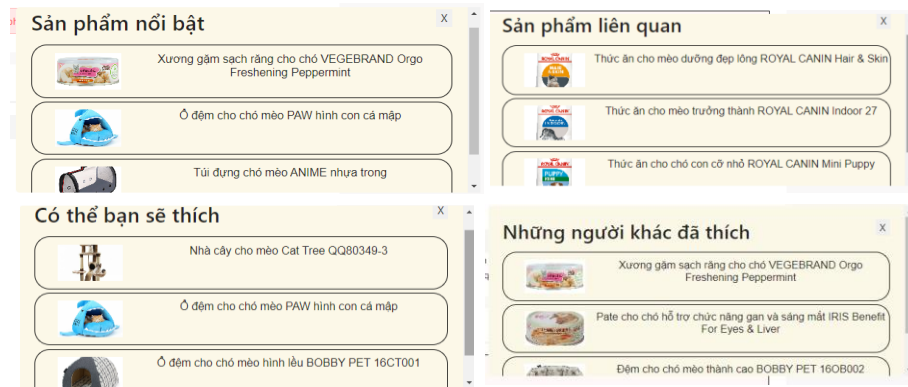 Sản phẩm nổi bật
X
Xương gặm sạch răng cho chó VEGEBRAND Orgo
Freshening Peppermint
Ổ đệm cho chó mèo PAW hình con cá mập
Túi đựng chó mèo ANIME nhựa trong
Sản phẩm liên quan
X
Thức ăn cho mèo dưỡng đẹp lông ROYAL CANIN Hair & Skin
Thức ăn cho mèo trưởng thành ROYAL CANIN Indoor 27
Thức ăn cho chó con cỡ nhỏ ROYAL CANIN Mini Puppy
Có thể bạn sẽ thích
X
Nhà cây cho mèo Cat Tree QQ80349-3
Ổ đệm cho chó mèo PAW hình con cá mập
Ổ đệm cho chó mèo hình lều BOBBY PET 16CT001
Những người khác đã thích
X
Xương gặm sạch răng cho chó VEGEBRAND Orgo
Freshening Peppermint
Pate cho chó hỗ trợ chức năng gan và sáng mắt IRIS Benefit
For Eyes & Liver
Đệm cho chó mèo thành cao BOBBY PET 16OB002